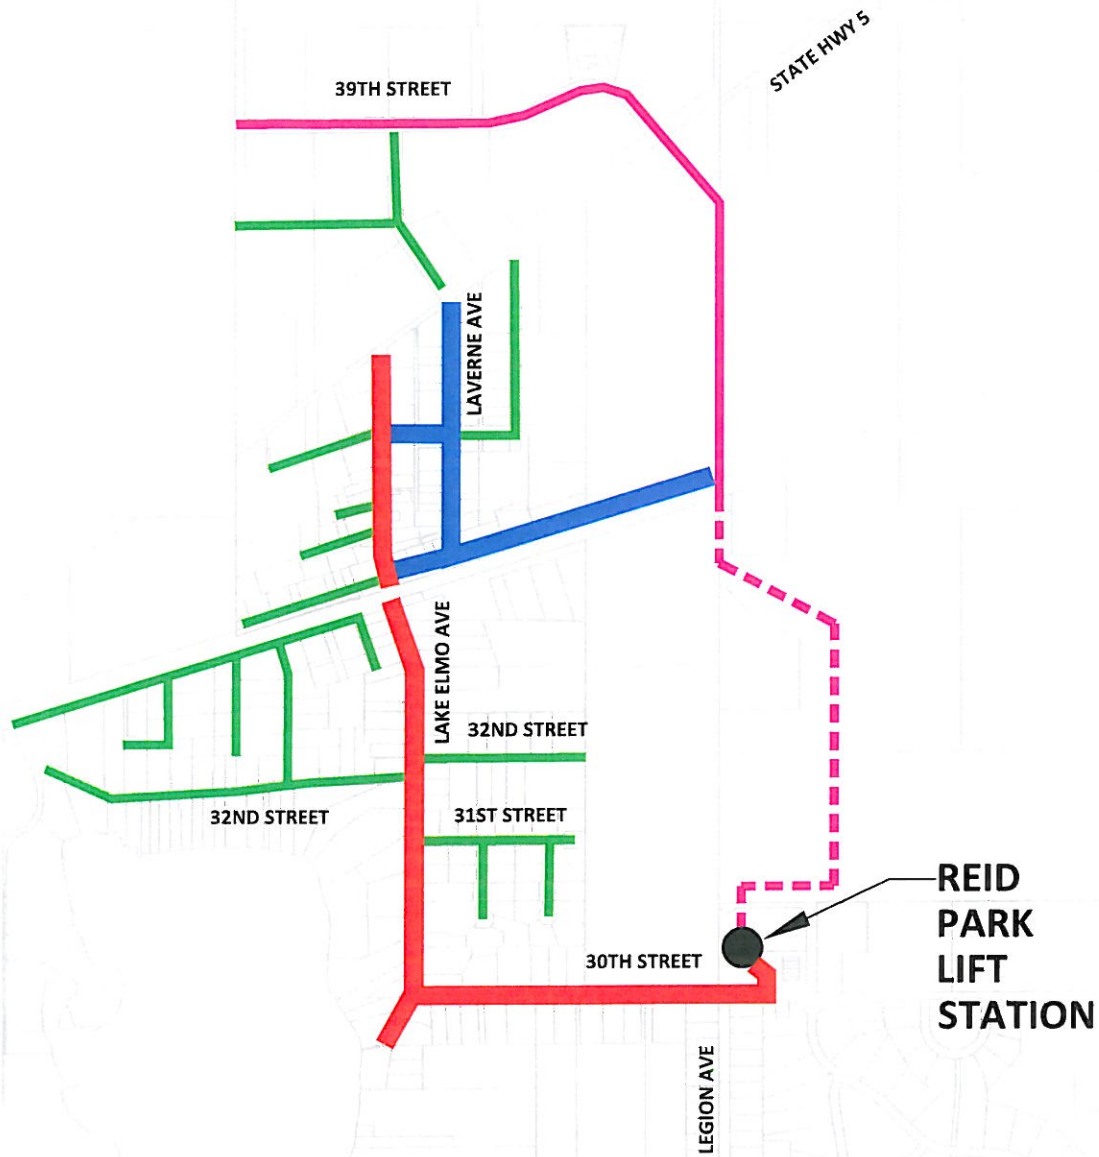 STATE HWY 5
39TH STREET
LAVERNE AVE
LAKE ELMO AVE
32ND STREET
32ND STREET
31ST STREET
REID
PARK
LIFT
STATION
30TH STREET
LEGION AVE